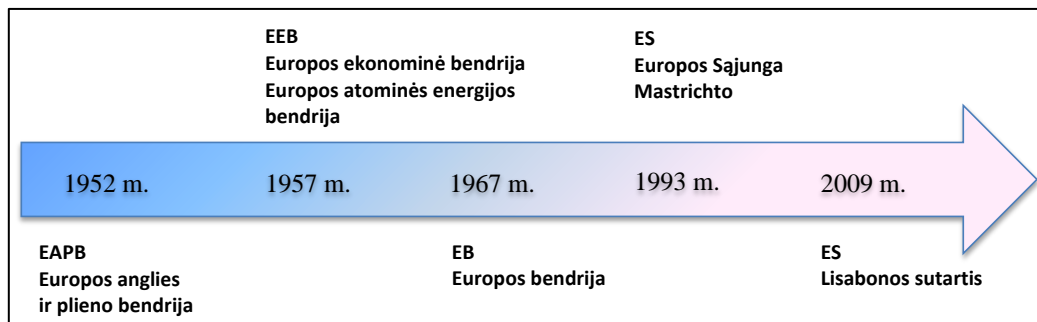 EEB
Europos ekonominė bendrija
Europos atominės energijos
bendrija
ES
Europos Sąjunga
Mastrichto
1952 m.
1957 m.
1967 m.
1993 m.
2009 m.
EAPB
Europos anglies
ir plieno bendrija
EB
Europos bendrija
ES
Lisabonos sutartis